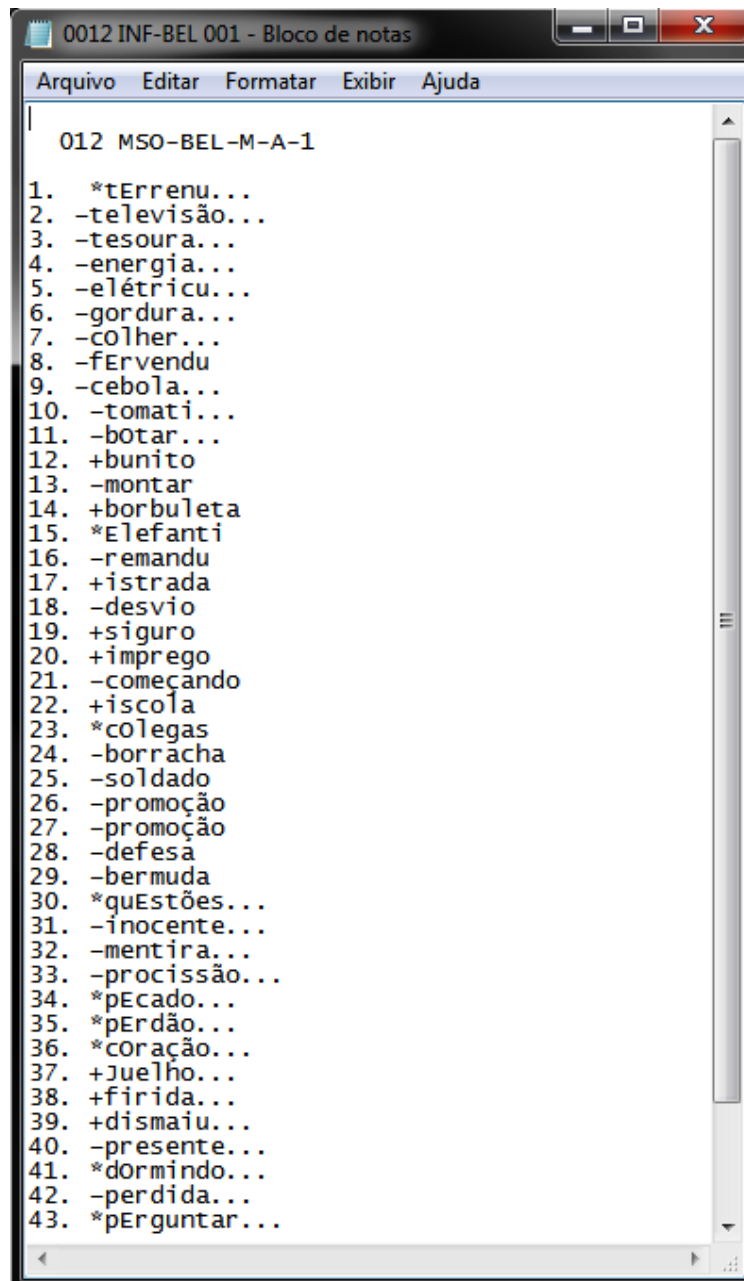 0012 INF-BEL 001 - Bloco de notas
Arquivo Editar Formatar Exibir Ajuda
012 MSO-BEL-M-A-1
1. *tErrenu...
2. -televisão...
3. -tesoura...
4. -energia...
5. -elétricu...
6. -gordura...
7. -cOlher...
8. -fErvendu
9. -cebola...
10. -tomati...
11. -bOtar...
12. +bunito
13. -montar
14. +borbuleta
15. *Elefanti
16. -remandu
17. +istrada
18. -desvio
19. +siguro
20. +imprego
21. -começando
22. +iscola
23. *cOlegas
24. -borracha
25. -soldado
26. -promoção
27. -promoção
28. -defesa
29. -bermuda
30. *quEstões...
31. -inocente...
32. -mentira...
33. -procissão...
34. *pEcado...
35. *pErdão...
36. *cOração...
37. +Juelho...
38. +firida...
39. +dismaiu...
40. -presente...
41. *dOrmindo...
42. -perdida...
43. *pErguntar...